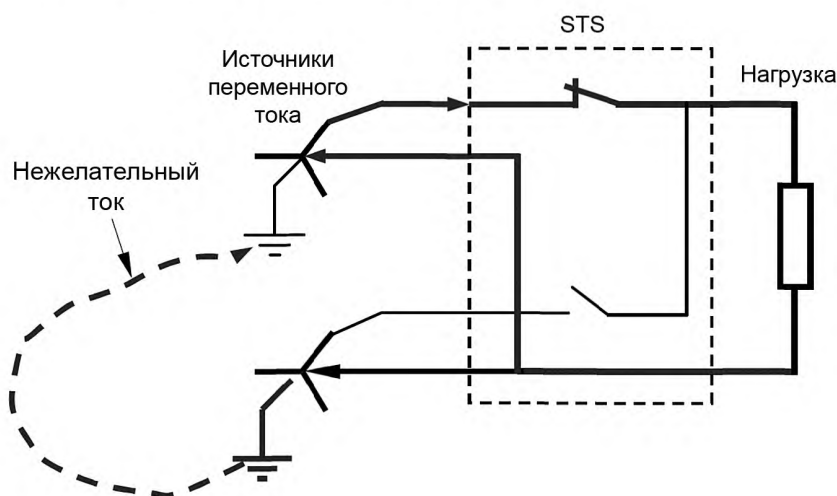 STS
Источники
переменного
тока
Нагрузка
Нежелательный
ток